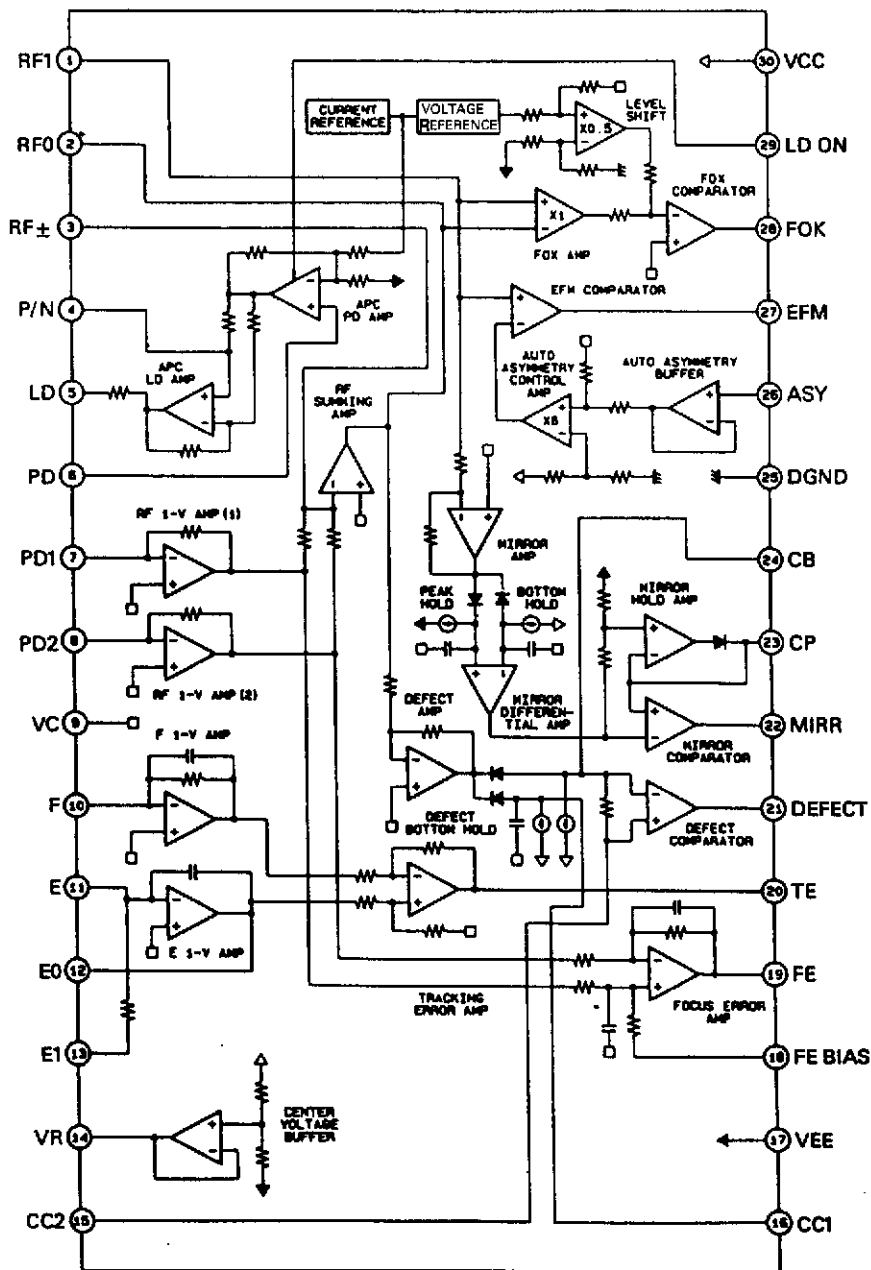 RF1 1
RF0 2
RF± 3
P/N 4
LD 5
PD 6
PD1 7
PD2 8
VC 9
F 10
E 11
E0 12
E1 13
VR 14
CC2 15
30 VCC
29 LD ON
28 FOK
27 EFM
26 ASY
25 DGND
24 CB
23 CP
22 MIRR
21 DEFECT
20 TE
19 FE
18 FE BIAS
17 VEE
16 CC1
CURRENT
REFERENCE
VOLTAGE
REFERENCE
X0.5
LEVEL
SHIFT
FOX
COMPARATOR
X1
FOX AMP
APC
PD AMP
EFM COMPARATOR
APC
LD AMP
RF
SUMMING
AMP
AUTO
ASYMMETRY
CONTROL
AMP
AUTO ASYMMETRY
BUFFER
RF 1-V AMP (1)
MIRROR AMP
PEAK
HOLD
BOTTOM
HOLD
MIRROR
HOLD AMP
RF 1-V AMP (2)
MIRROR
DIFFEREN-
TIAL AMP
DEFECT
AMP
MIRROR
COMPARATOR
F 1-V AMP
DEFECT
BOTTOM HOLD
DEFECT
COMPARATOR
E 1-V AMP
TRACKING
ERROR AMP
FOCUS ERROR
AMP
CENTER
VOLTAGE
BUFFER